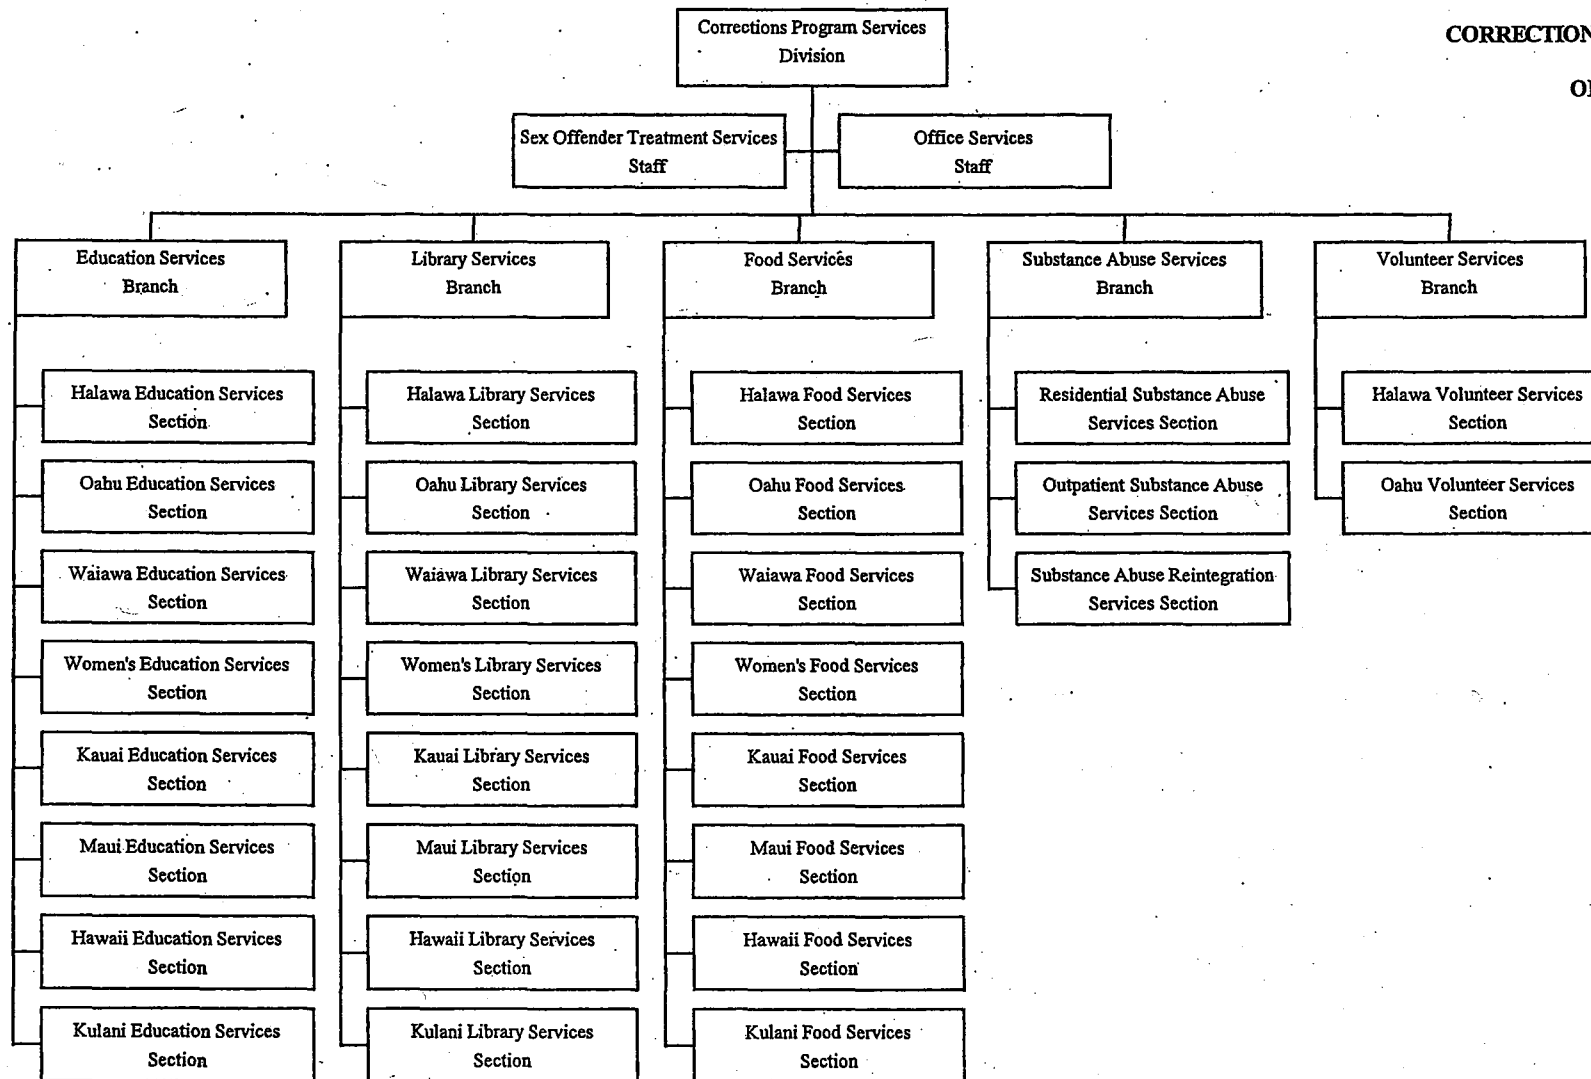 CORRECTION
Corrections Program Services
Division
Sex Offender Treatment Services
Staff
Office Services
Staff
Education Services
Branch
Library Services
Branch
Food Services
Branch
Substance Abuse Services
Branch
Volunteer Services
Branch
Halawa Education Services
Section
Oahu Education Services
Section
Waiawa Education Services
Section
Women's Education Services
Section
Kauai Education Services
Section
Maui Education Services
Section
Hawaii Education Services
Section
Kulani Education Services
Section
Halawa Library Services
Section
Oahu Library Services
Section
Waiawa Library Services
Section
Women's Library Services
Section
Kauai Library Services
Section
Maui Library Services
Section
Hawaii Library Services
Section
Kulani Library Services
Section
Halawa Food Services
Section
Oahu Food Services
Section
Waiawa Food Services
Section
Women's Food Services
Section
Kauai Food Services
Section
Maui Food Services
Section
Hawaii Food Services
Section
Kulani Food Services
Section
Residential Substance Abuse
Services Section
Outpatient Substance Abuse
Services Section
Substance Abuse Reintegration
Services Section
Halawa Volunteer Services
Section
Oahu Volunteer Services
Section